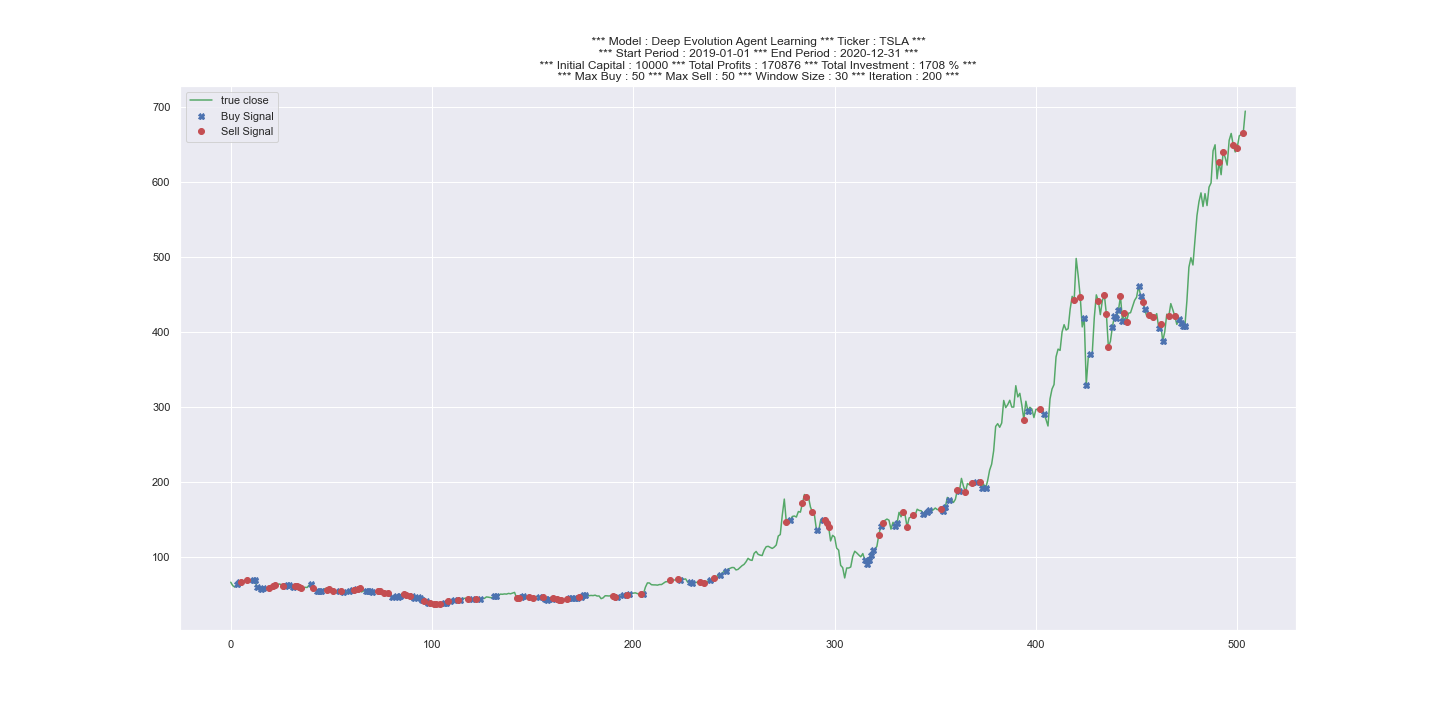 *** Model : Deep Evolution Agent Learning *** Ticker : TSLA ***
*** Start Period : 2019-01-01 *** End Period : 2020-12-31 ***
*** Initial Capital : 10000 *** Total Profits : 170876 *** Total Investment : 1708 % ***
*** Max Buy : 50 *** Max Sell : 50 *** Window Size : 30 *** Iteration : 200 ***
true close
Buy Signal
Sell Signal
700
600
500
400
300
200
100
0 100 200 300 400 500